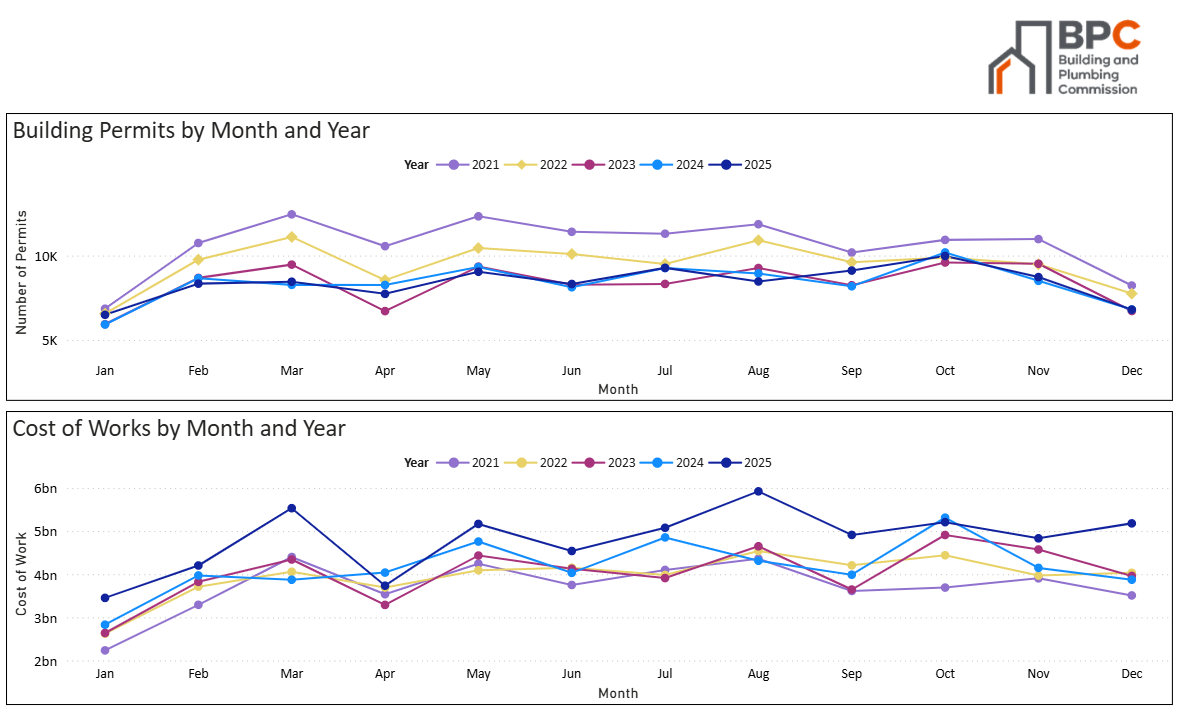 BPC
Building and
Plumbing
Commission
Building Permits by Month and Year
Year 2021 2022 2023 2024 2025
Number of Permits
10K
5K
Jan Feb Mar Apr May Jun Jul Aug Sep Oct Nov Dec
Month
Cost of Works by Month and Year
Year 2021 2022 2023 2024 2025
Cost of Work
6bn
5bn
4bn
3bn
2bn
Jan Feb Mar Apr May Jun Jul Aug Sep Oct Nov Dec
Month